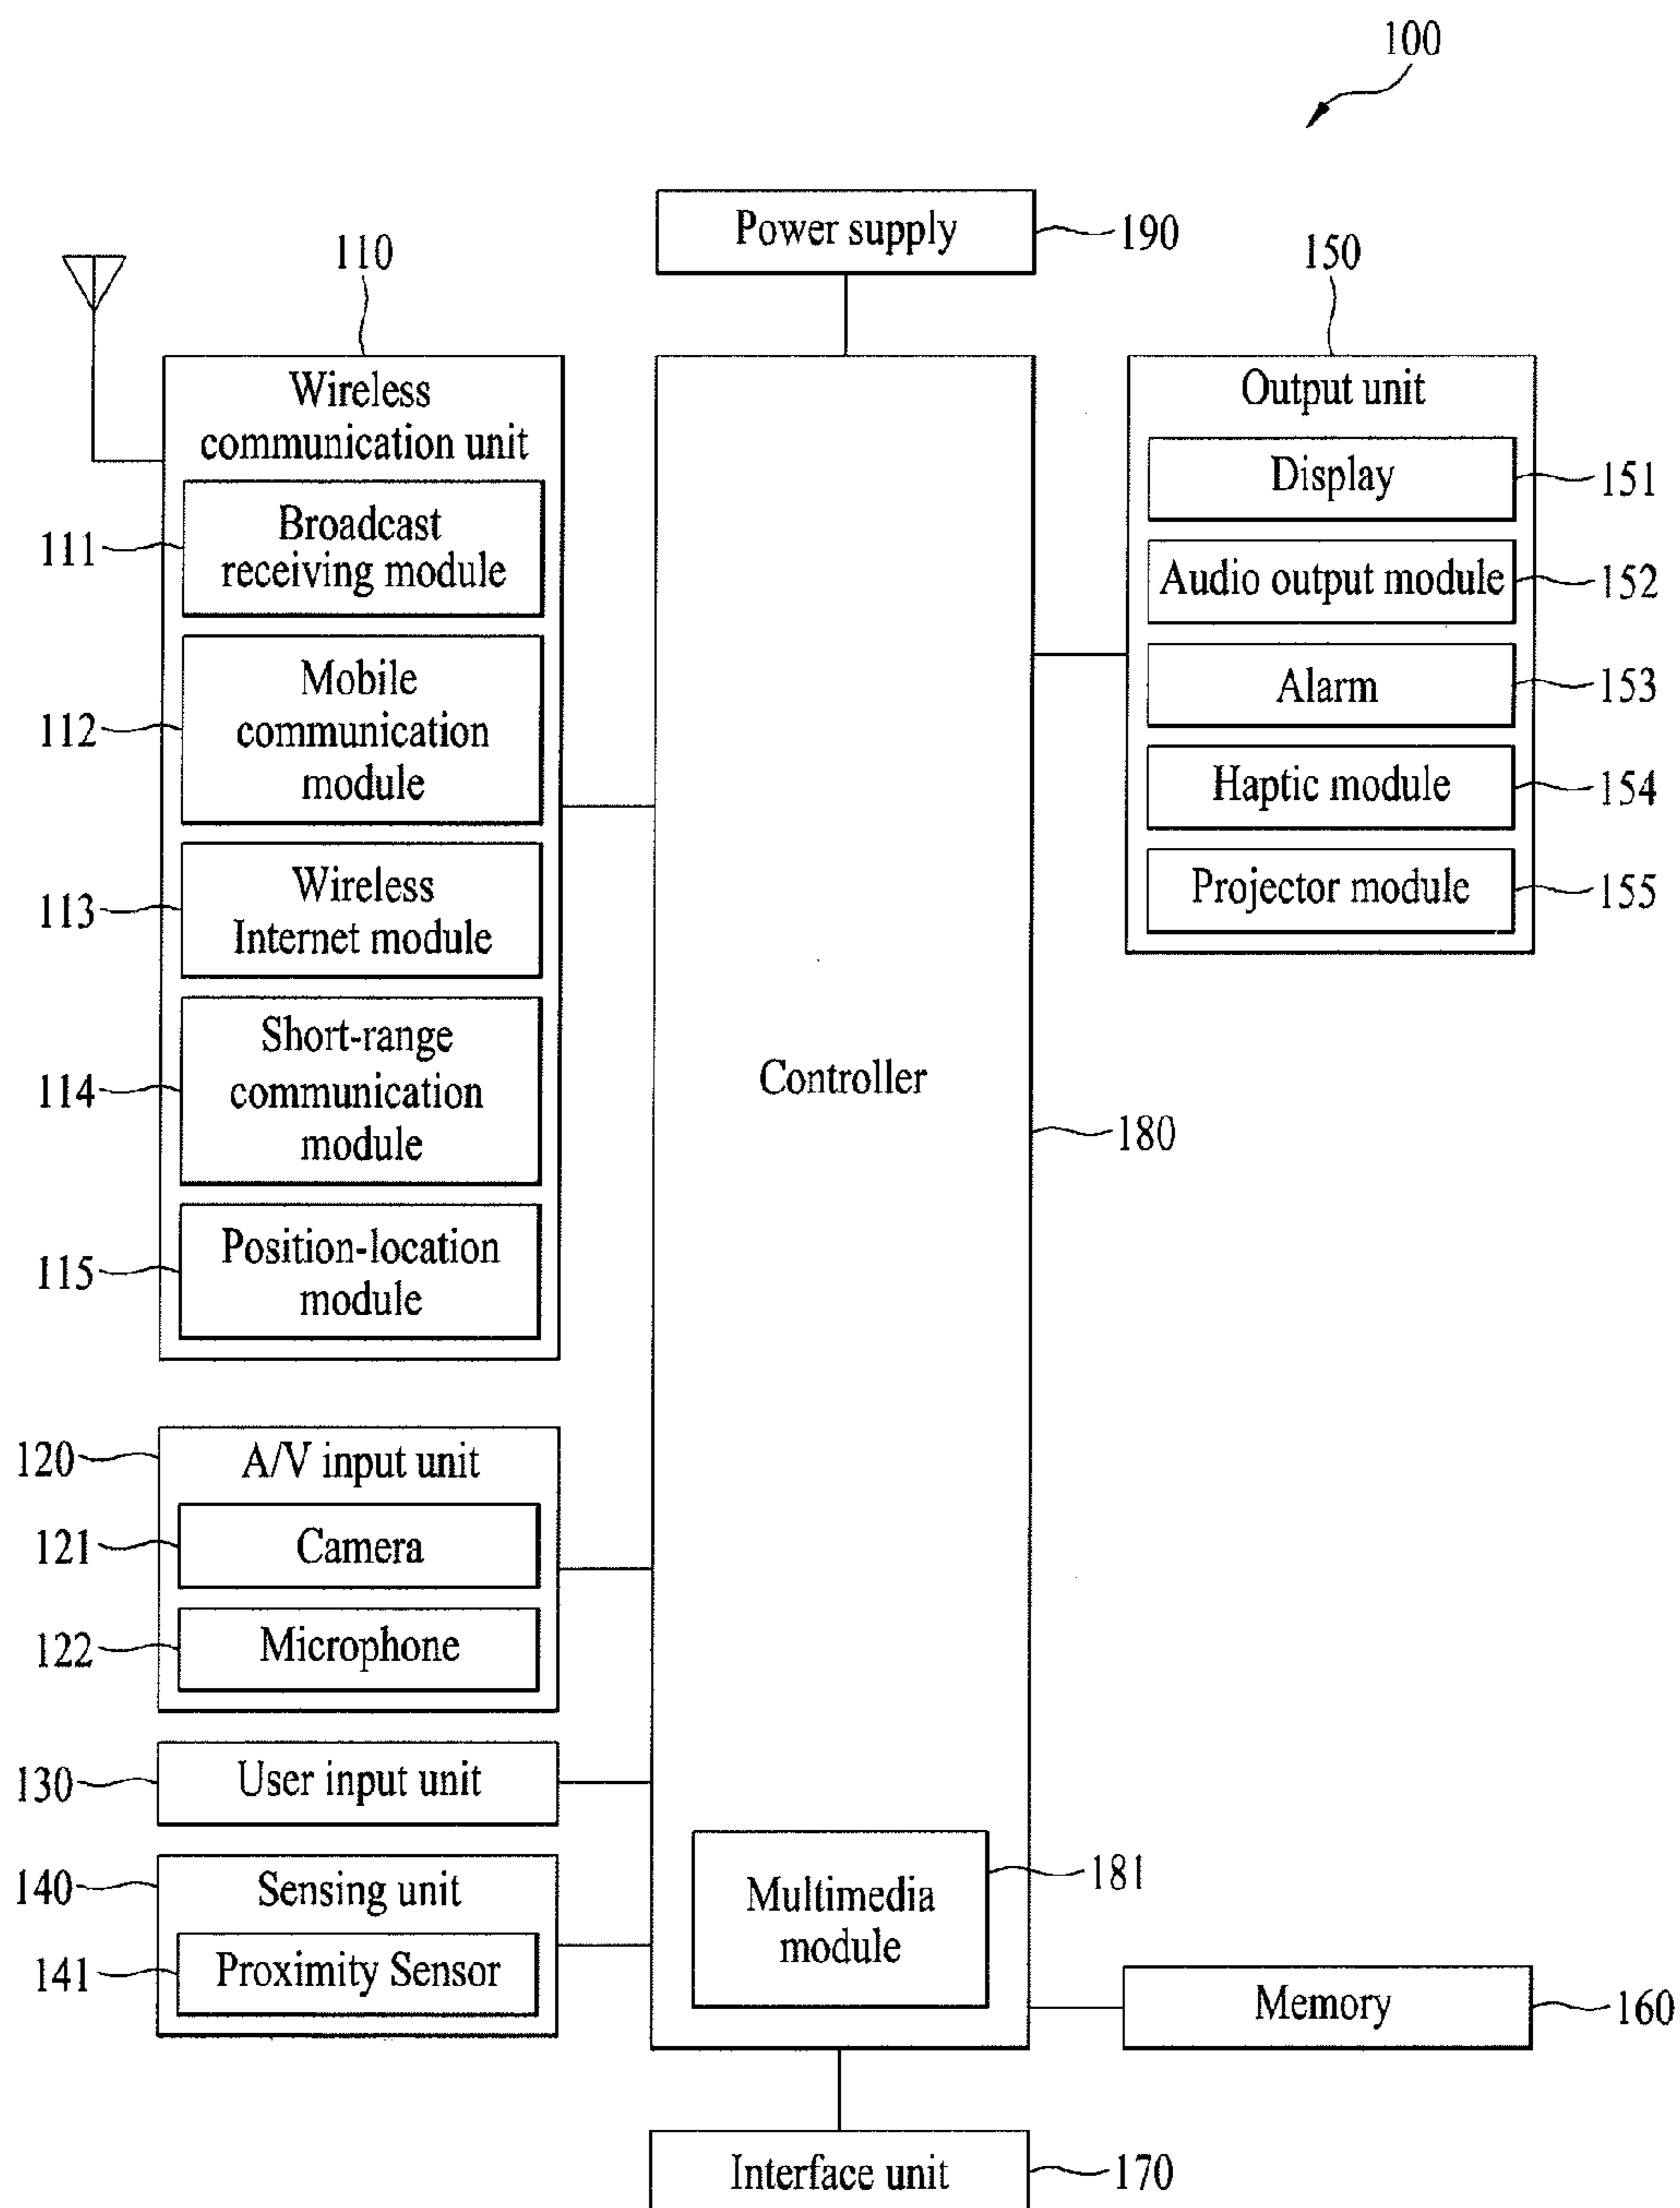 100
Power supply
190
110
150
Wireless
communication unit
Broadcast
receiving module
111
Mobile
communication
module
112
Wireless
Internet module
113
Short-range
communication
module
114
Position-location
module
115
Output unit
Display
151
Audio output module
152
Alarm
153
Haptic module
154
Projector module
155
Controller
180
120
A/V input unit
121
Camera
122
Microphone
130
User input unit
140
Sensing unit
141
Proximity Sensor
Multimedia
module
181
Memory
160
Interface unit
170